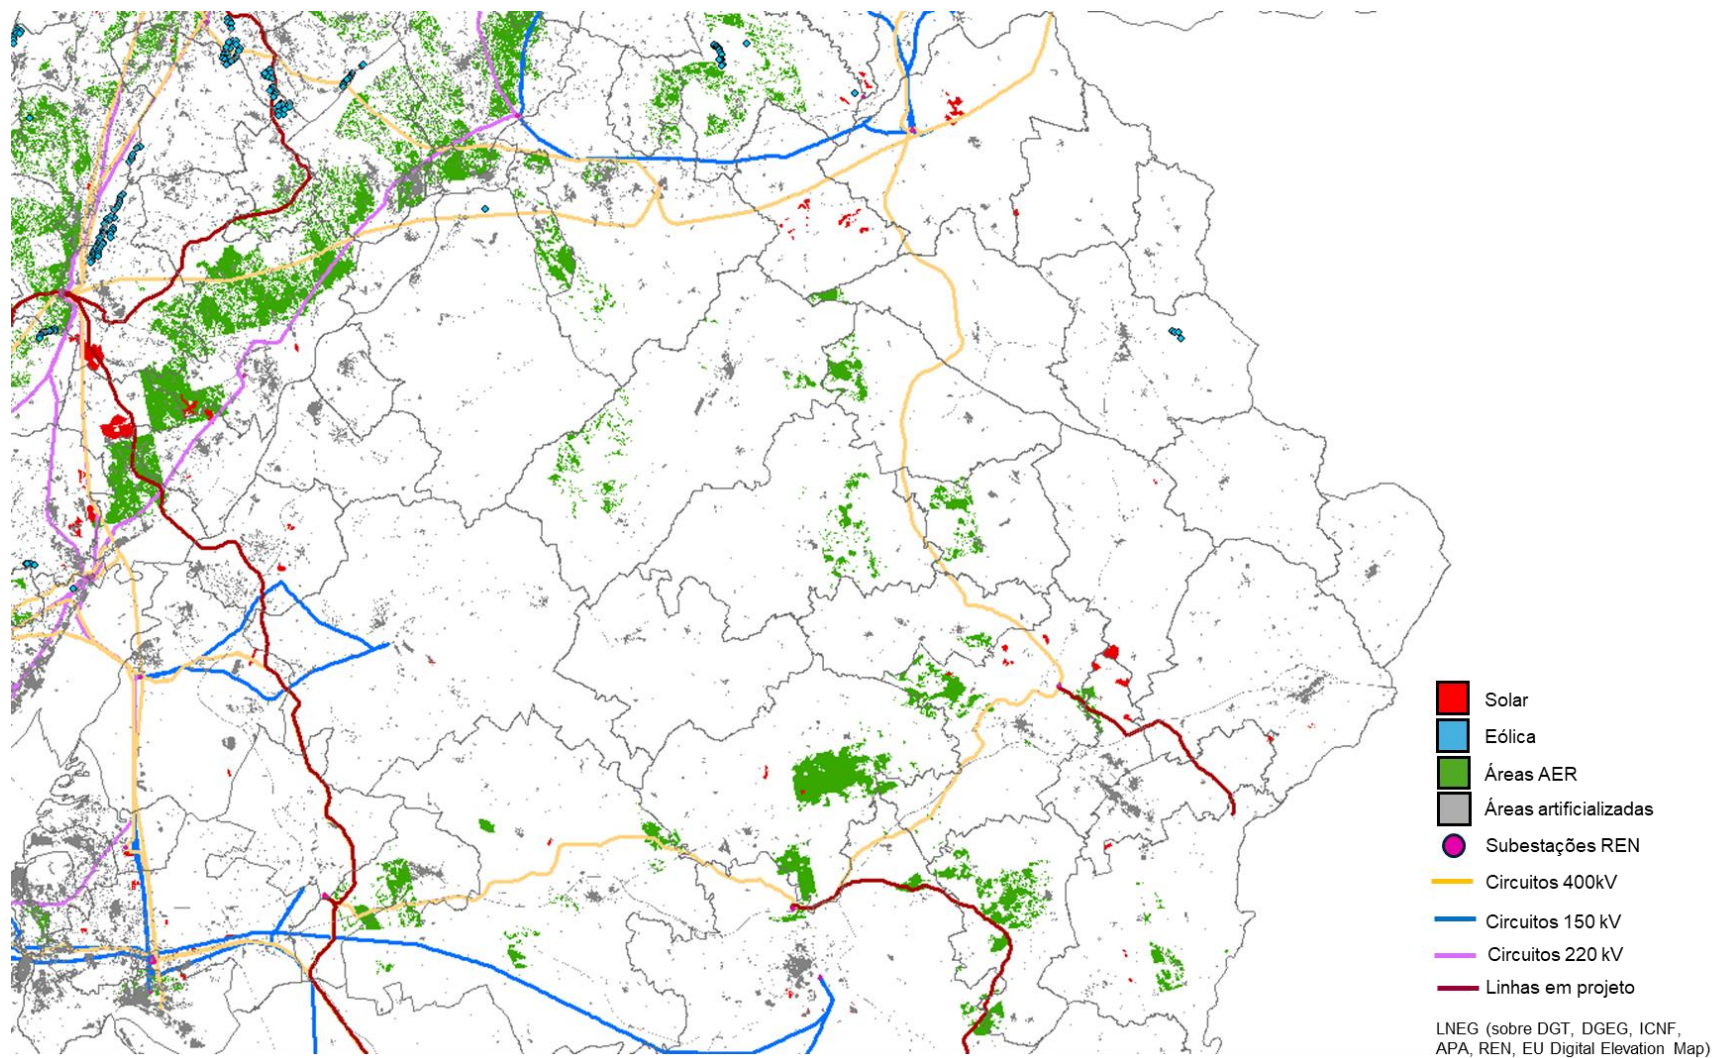 Solar
Eólica
Áreas AER
Áreas artificializadas
Subestações REN
Circuitos 400kV
Circuitos 150 kV
Circuitos 220 kV
Linhas em projeto
LNEG (sobre DGT, DGEG, ICNF,
APA, REN, EU Digital Elevation Map)